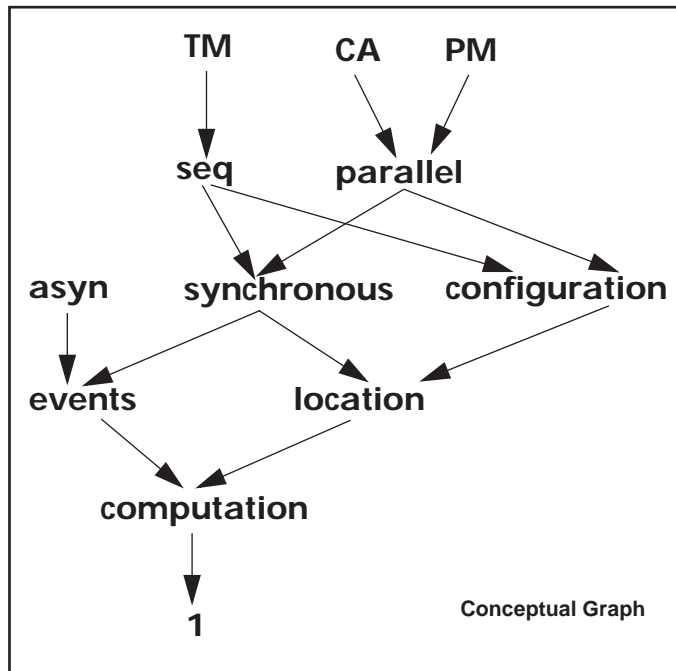 TM CA PM
seq parallel
asyn synchronous configuration
events location
computation
1
Conceptual Graph